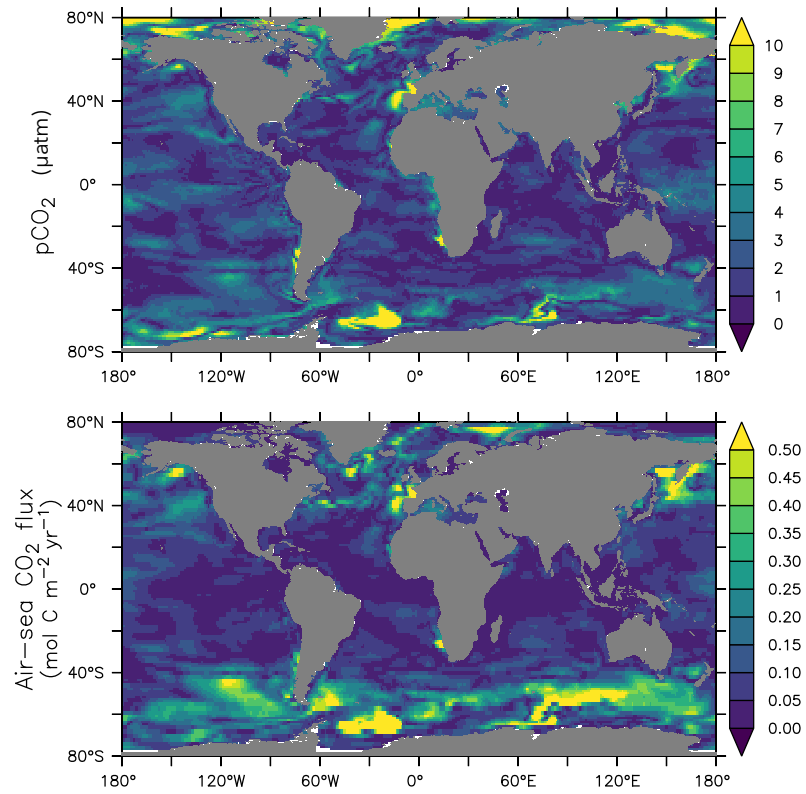 80°N
40°N
0°
40°S
80°S
pCO₂ (µatm)
180°
120°W
60°W
0°
60°E
120°E
180°
10
9
8
7
6
5
4
3
2
1
0
80°N
40°N
0°
40°S
80°S
Air−sea CO₂ flux
(mol C m⁻² yr⁻¹)
180°
120°W
60°W
0°
60°E
120°E
180°
0.50
0.45
0.40
0.35
0.30
0.25
0.20
0.15
0.10
0.05
0.00